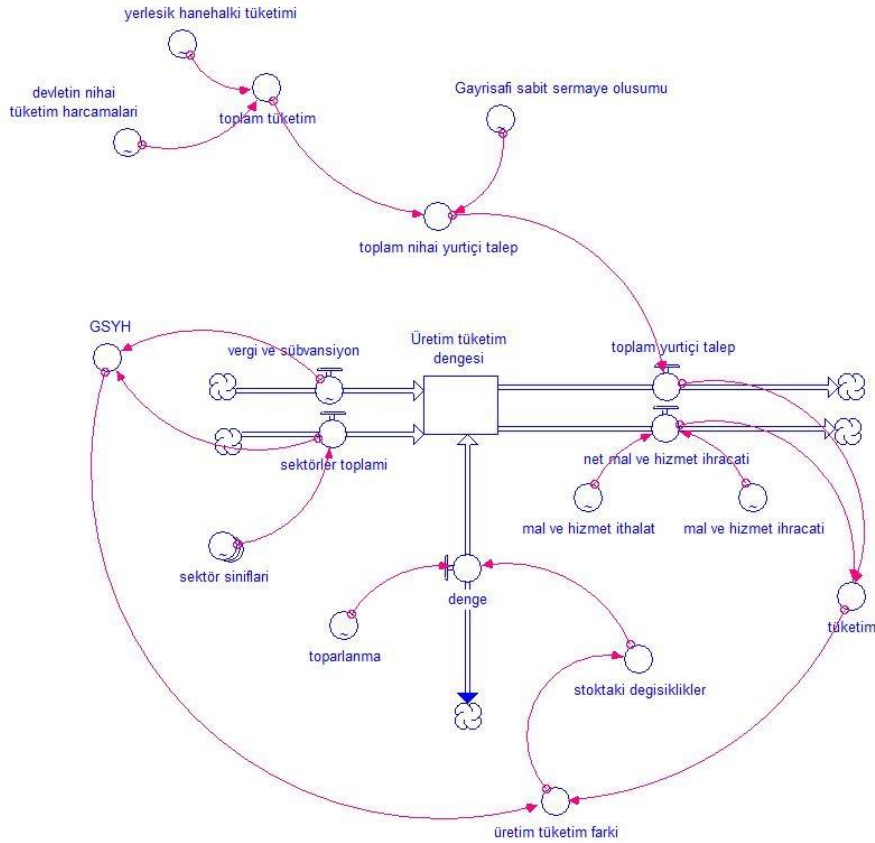 yerlesik hanehalki tüketimi
devletin nihai
tüketim harcamalari
toplam tüketim
Gayrisafi sabit sermaye olusumu
toplam nihai yurtiçi talep
GSYH
vergi ve sübvansiyon
Üretim tüketim
dengesi
toplam yurtiçi talep
sektörler toplami
net mal ve hizmet ihracati
mal ve hizmet ithalat
mal ve hizmet ihracati
sektör siniflari
denge
toparlanma
tüketim
stoktaki degisiklikler
üretim tüketim farki